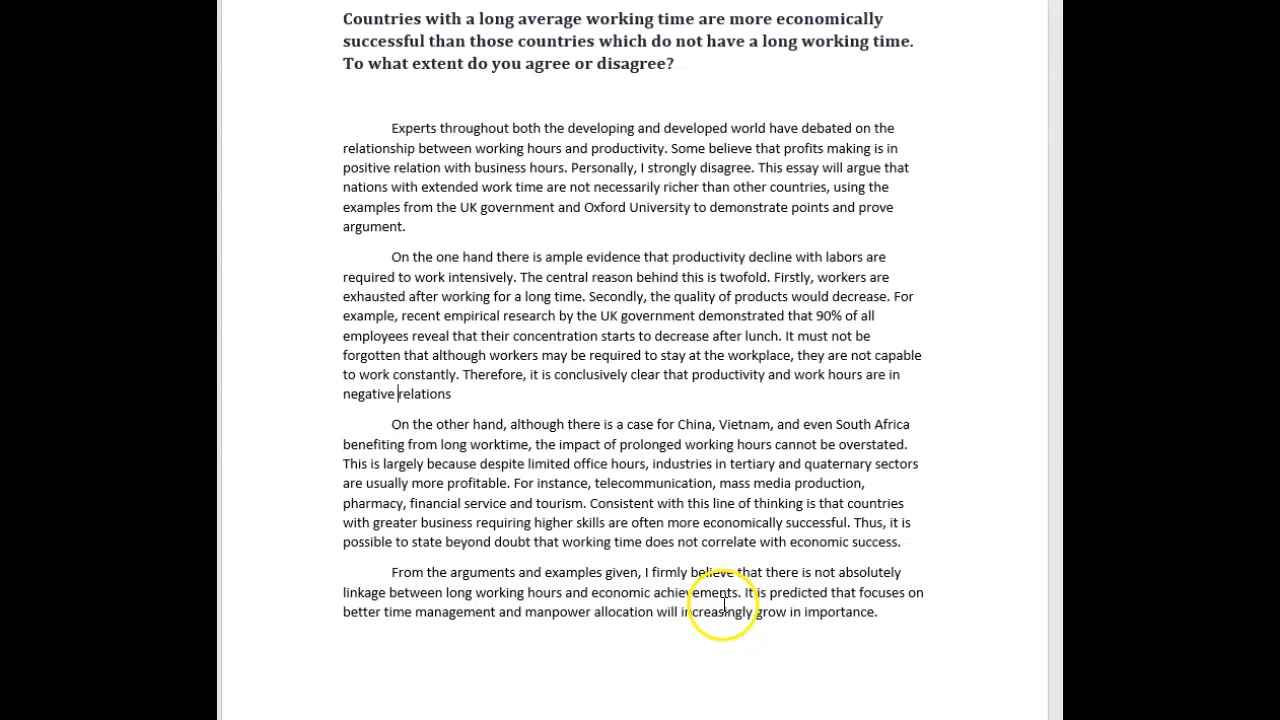 Countries with a long average working time are more economically
successful than those countries which do not have a long working time.
To what extent do you agree or disagree?
Experts throughout both the developing and developed world have debated on the
relationship between working hours and productivity. Some believe that profits making is in
positive relation with business hours. Personally, I strongly disagree. This essay will argue that
nations with extended work time are not necessarily richer than other countries, using the
examples from the UK government and Oxford University to demonstrate points and prove
argument.
On the one hand there is ample evidence that productivity decline with labors are
required to work intensively. The central reason behind this is twofold. Firstly, workers are
exhausted after working for a long time. Secondly, the quality of products would decrease. For
example, recent empirical research by the UK government demonstrated that 90% of all
employees reveal that their concentration starts to decrease after lunch. It must not be
forgotten that although workers may be required to stay at the workplace, they are not capable
to work constantly. Therefore, it is conclusively clear that productivity and work hours are in
negative relations
On the other hand, although there is a case for China, Vietnam, and even South Africa
benefiting from long worktime, the impact of prolonged working hours cannot be overstated.
This is largely because despite limited office hours, industries in tertiary and quaternary sectors
are usually more profitable. For instance, telecommunication, mass media production,
pharmacy, financial service and tourism. Consistent with this line of thinking is that countries
with greater business requiring higher skills are often more economically successful. Thus, it is
possible to state beyond doubt that working time does not correlate with economic success.
From the arguments and examples given, I firmly believe that there is not absolutely
linkage between long working hours and economic achievements. It is predicted that focuses on
better time management and manpower allocation will increasingly grow in importance.